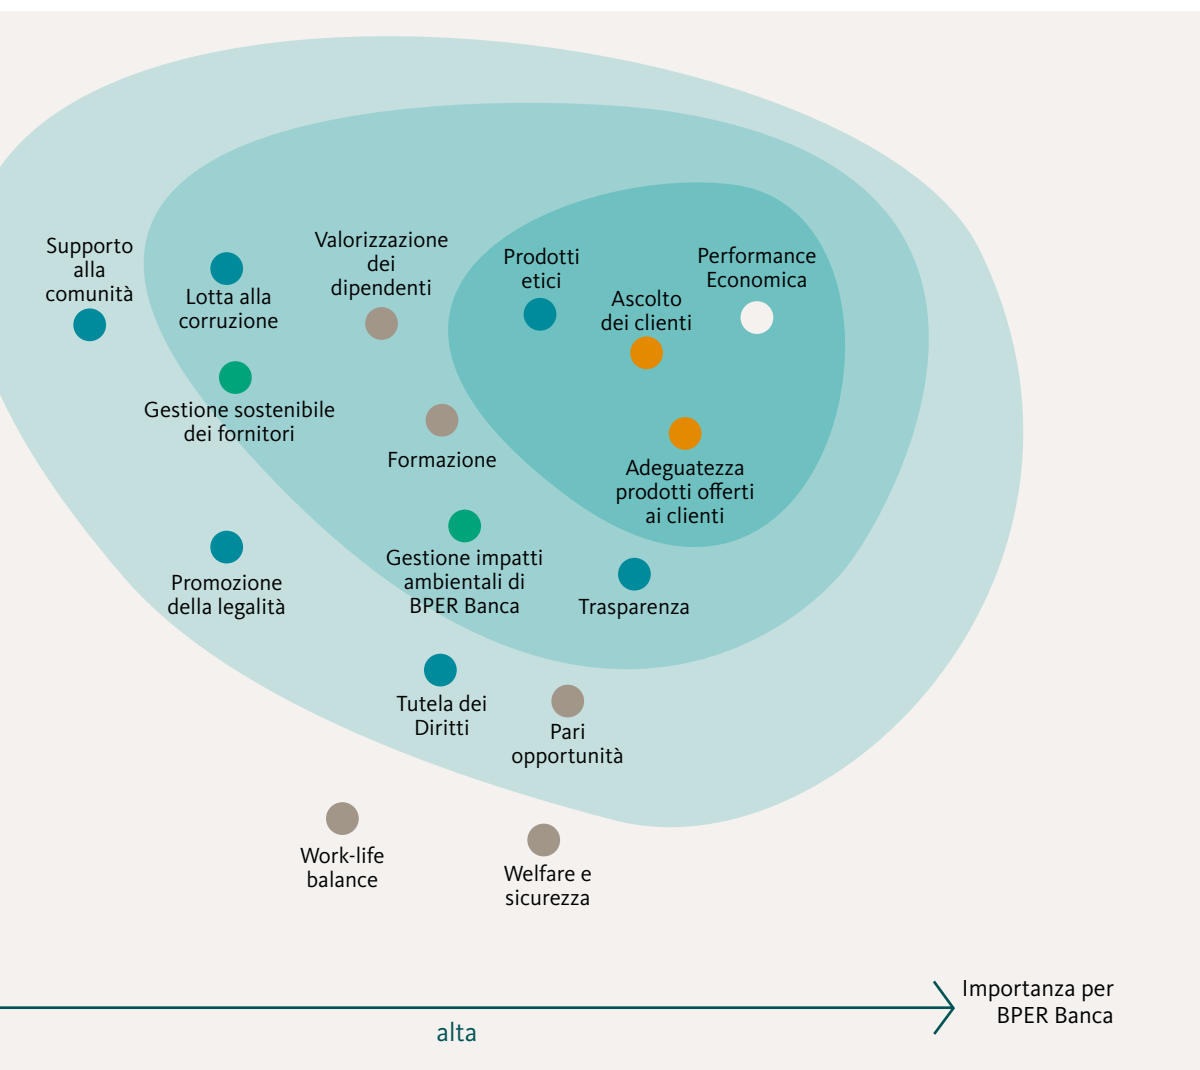 Supporto
alla
comunità
Lotta alla
corruzione
Valorizzazione
dei
dipendenti
Prodotti
etici
Ascolto
dei clienti
Performance
Economica
Gestione sostenibile
dei fornitori
Formazione
Adeguatezza
prodotti offerti
ai clienti
Promozione
della legalità
Gestione impatti
ambientali di
BPER Banca
Trasparenza
Tutela dei
Diritti
Pari
opportunità
Work-life
balance
Welfare e
sicurezza
Importanza per
BPER Banca
alta